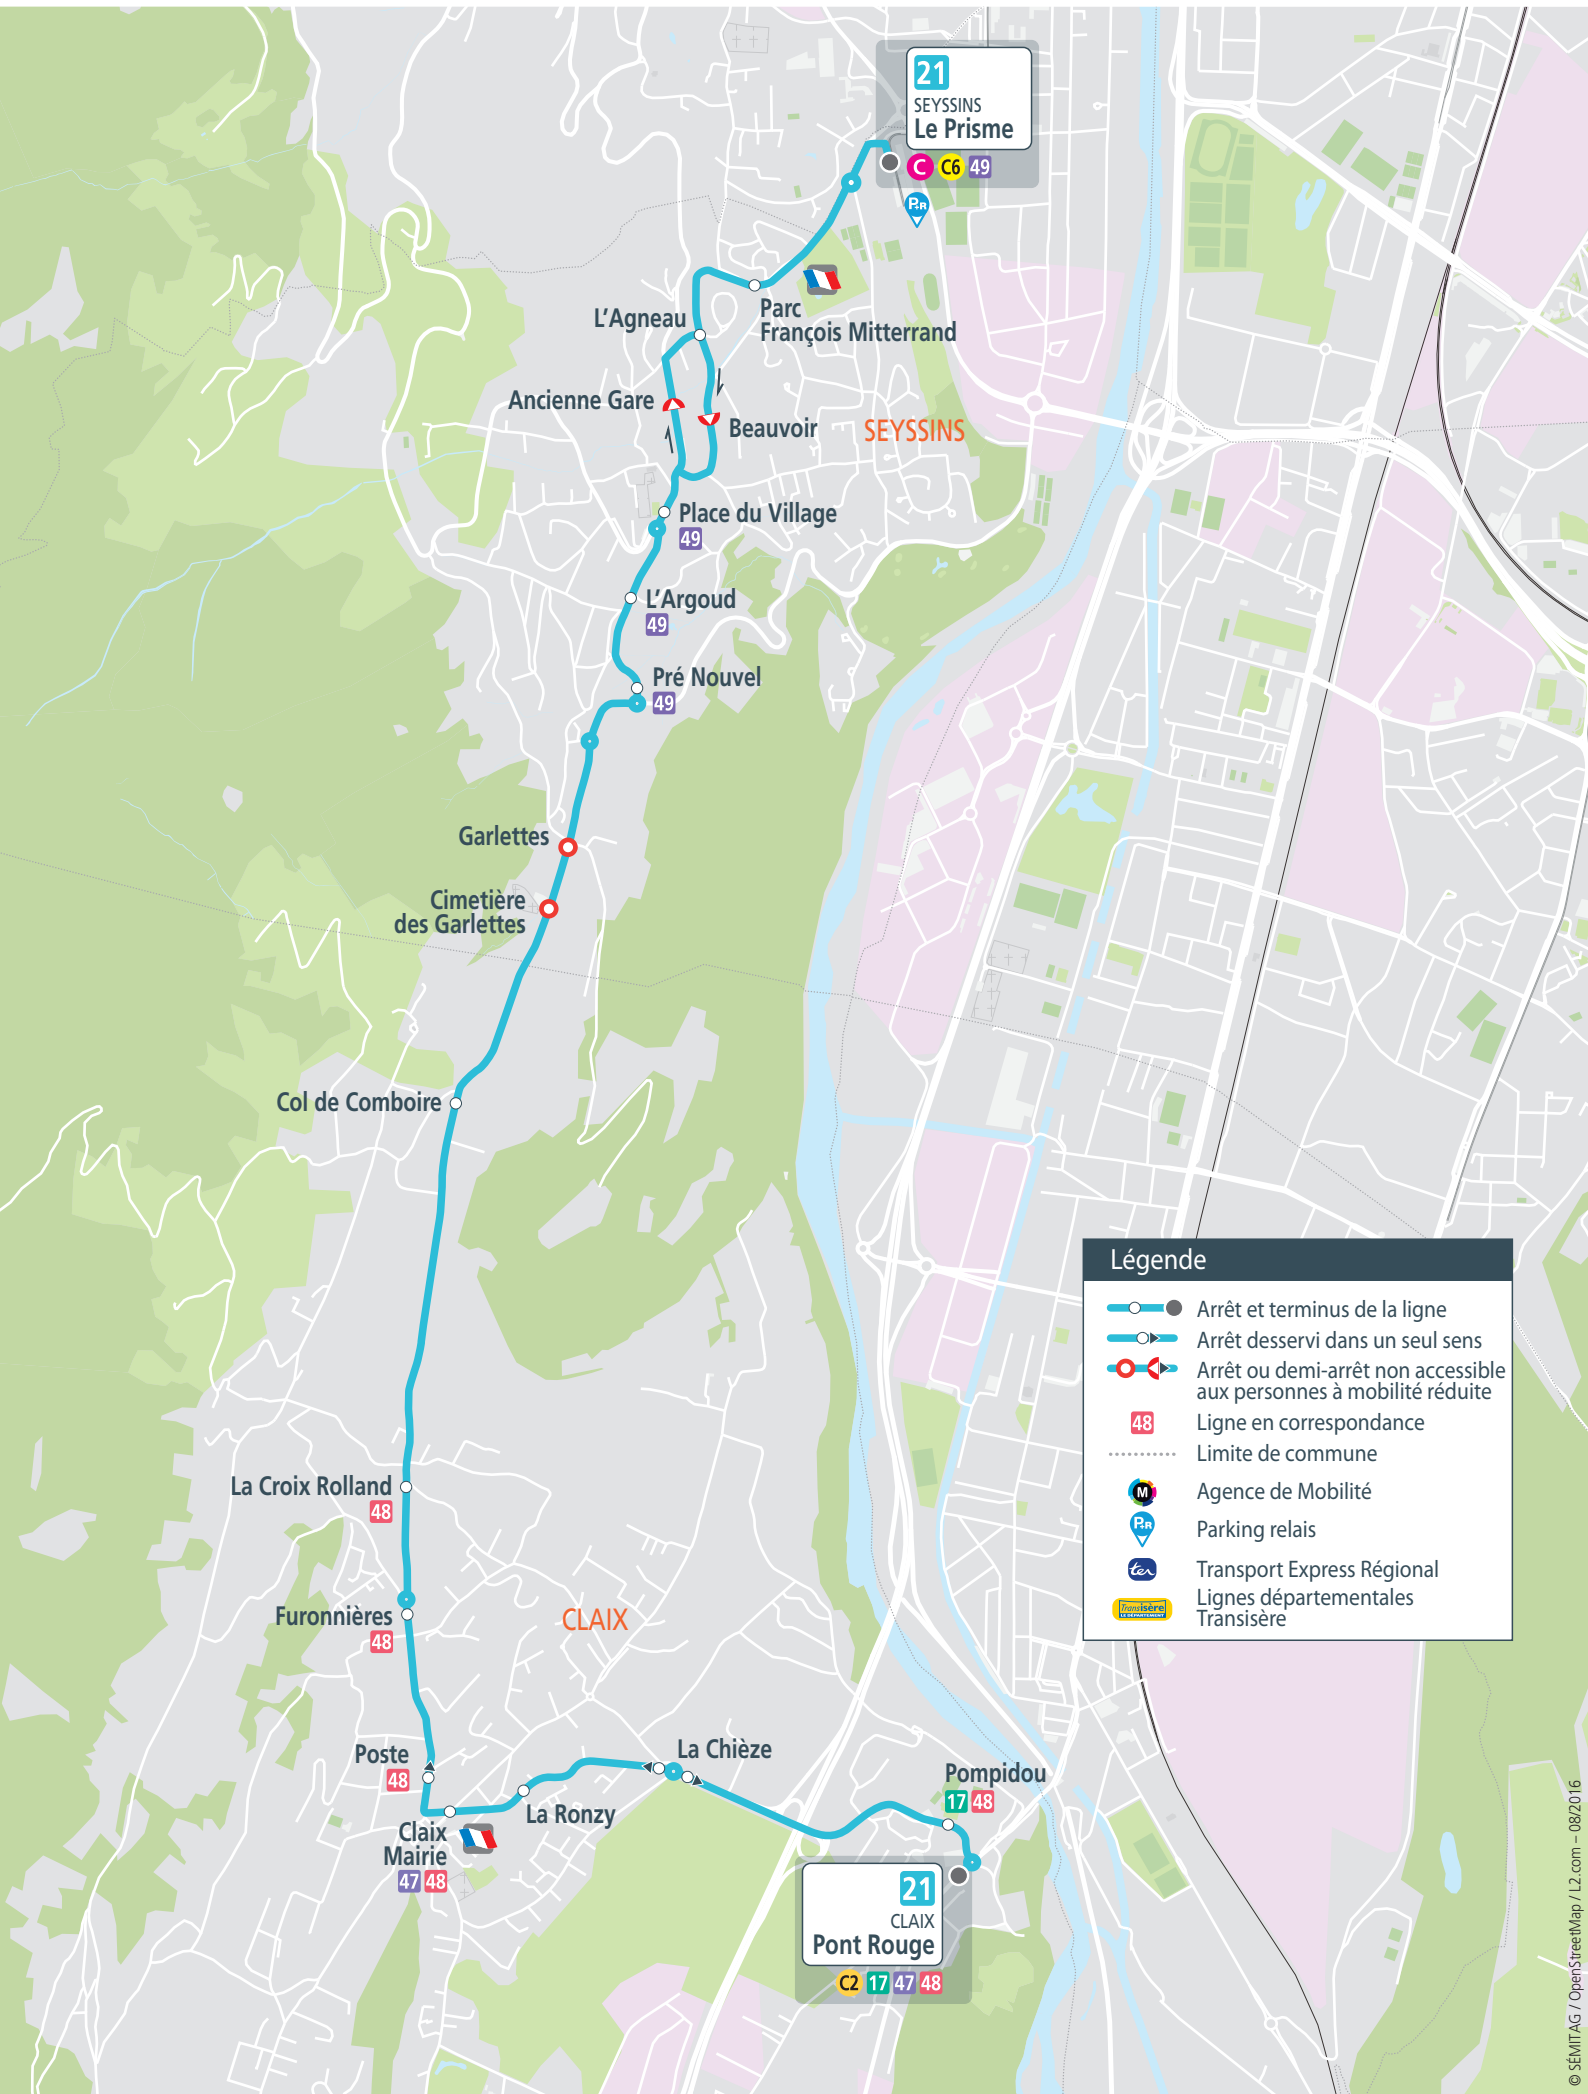 21
SEYSSINS
Le Prisme
C C6 49
P+R
L'Agneau
Parc
François Mitterrand
Ancienne Gare
Beauvoir
SEYSSINS
Place du Village
49
L'Argoud
49
Pré Nouvel
49
Garlettes
Cimetière
des Garlettes
Col de Comboire
La Croix Rolland
48
Furonnières
48
CLAIX
Poste
48
La Chièze
La Ronzy
Claix
Mairie
47 48
Pompidou
17 48
21
CLAIX
Pont Rouge
C2 17 47 48
Légende
Arrêt et terminus de la ligne
Arrêt desservi dans un seul sens
Arrêt ou demi-arrêt non accessible
aux personnes à mobilité réduite
48 Ligne en correspondance
Limite de commune
M Agence de Mobilité
P+R Parking relais
ter Transport Express Régional
Transisère
LE DÉPARTEMENT
Lignes départementales
Transisère
© SÉMITAG / OpenStreetMap / L2.com – 08/2016